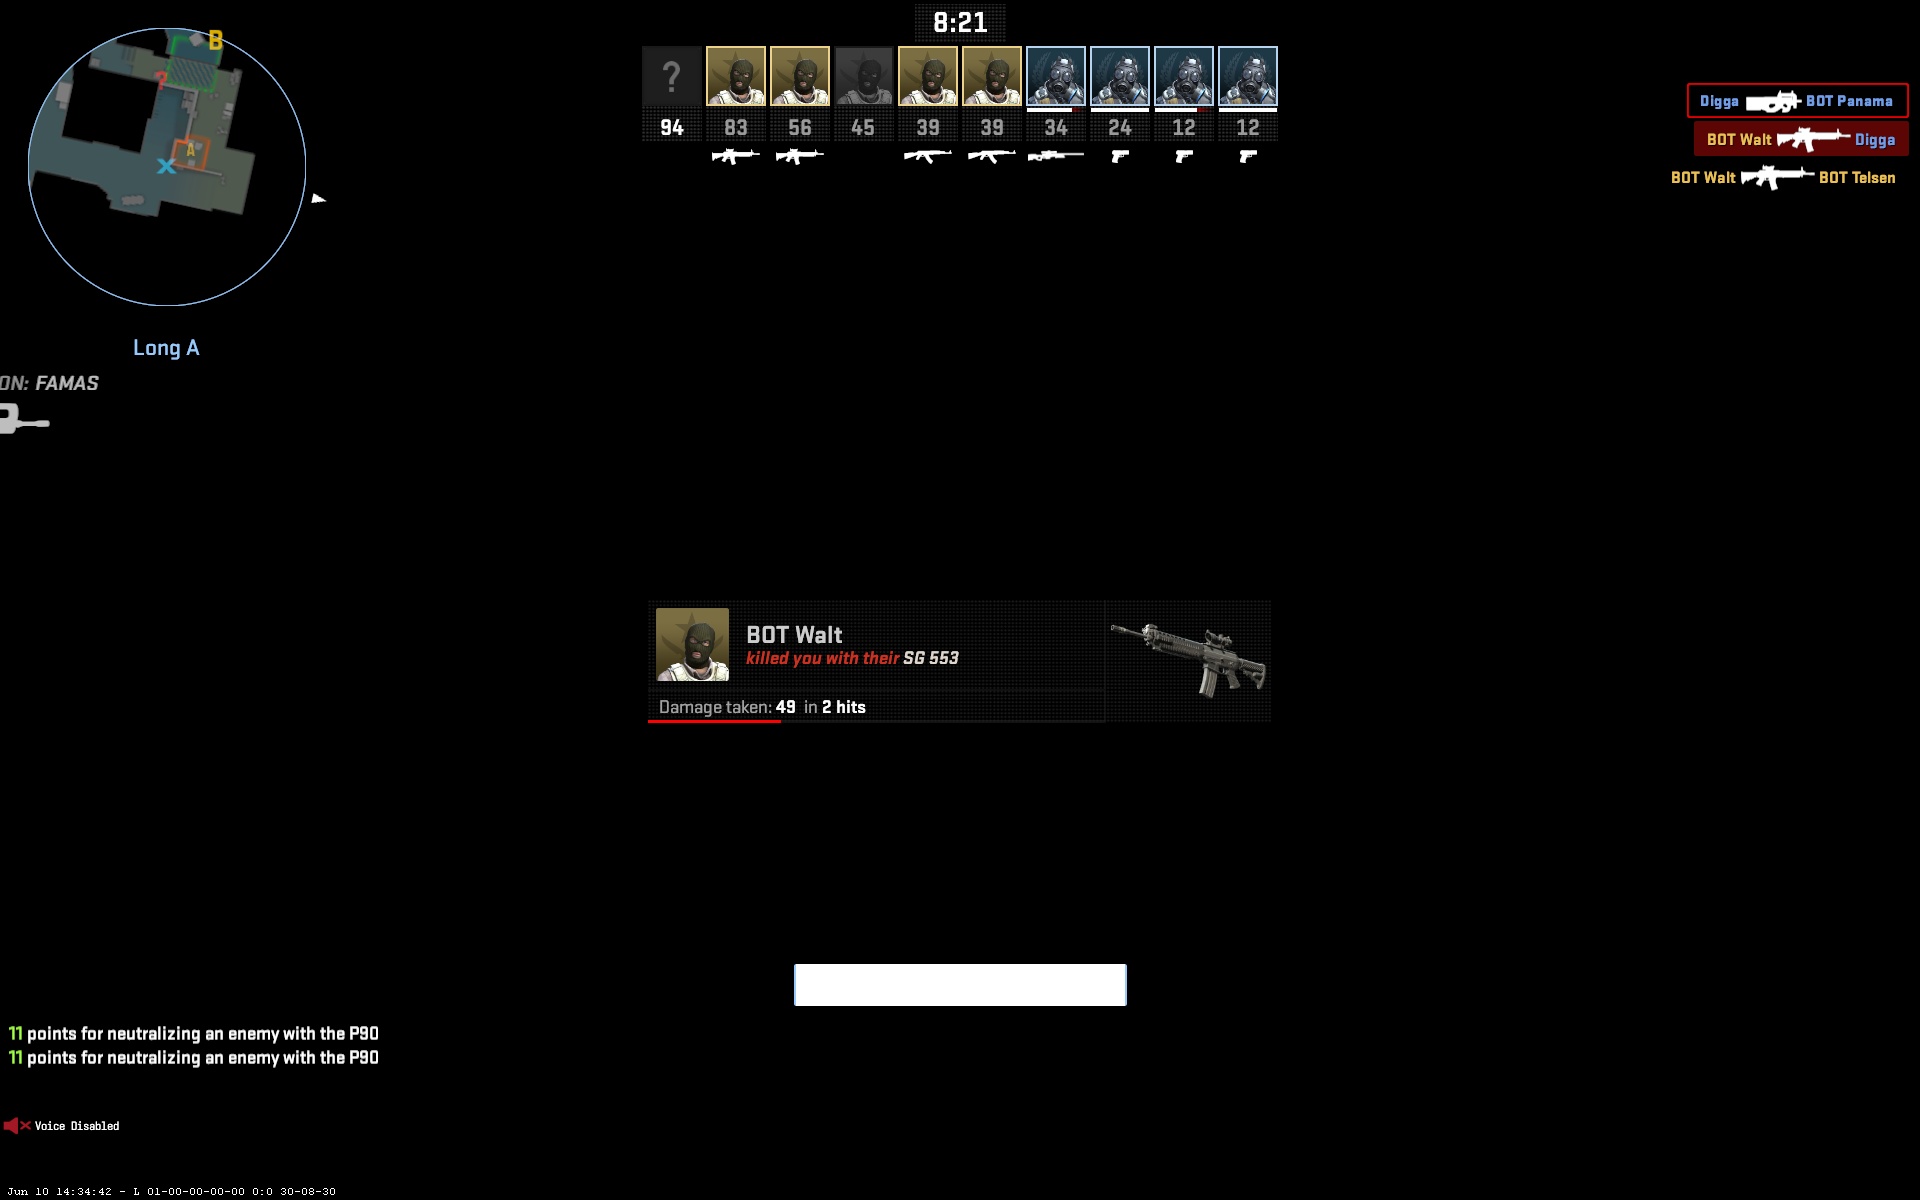 8:21
B
?
A
?
94 83 56 45 39 39 34 24 12 12
Digga BOT Panama
BOT Walt Digga
BOT Walt BOT Telsen
Long A
ON: FAMAS
BOT Walt
killed you with their SG 553
Damage taken: 49 in 2 hits
11 points for neutralizing an enemy with the P90
11 points for neutralizing an enemy with the P90
Voice Disabled
Jun 10 14:34:42 - L 01-00-00-00-00 0:0 30-08-30